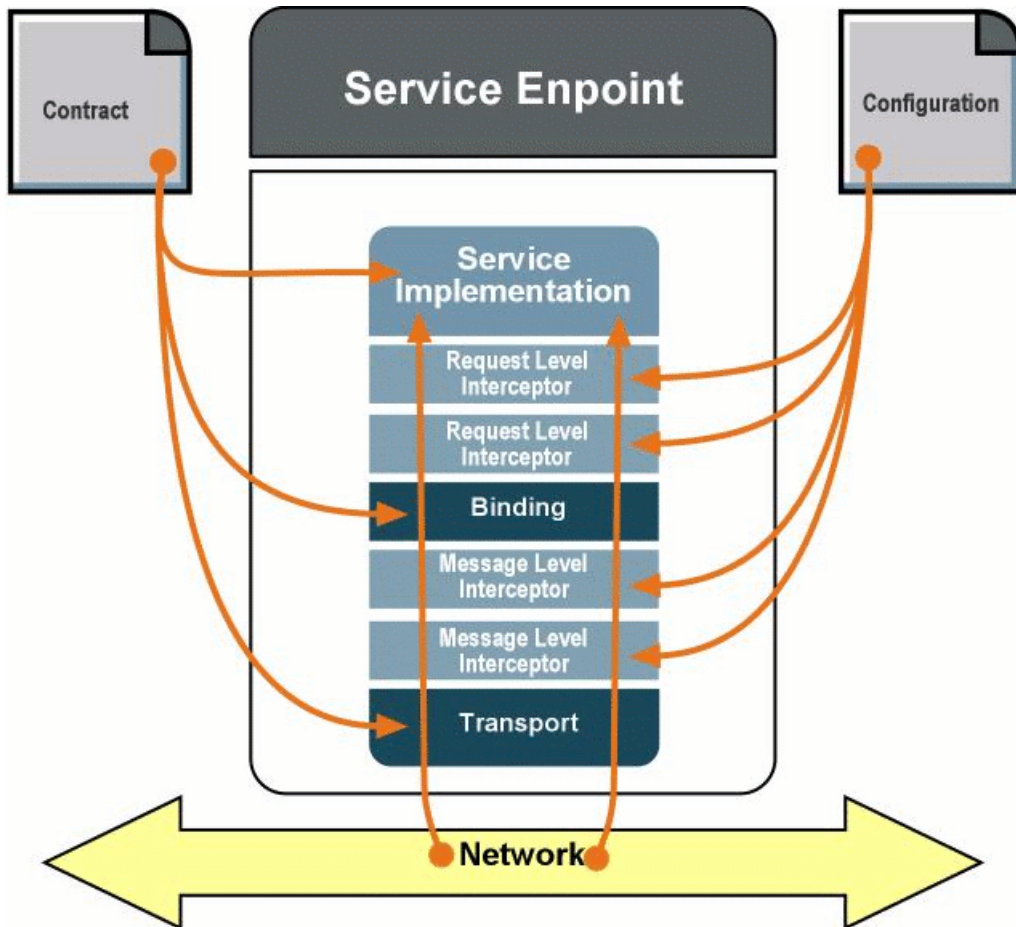 Contract
Service Enpoint
Configuration
Service
Implementation
Request Level
Interceptor
Request Level
Interceptor
Binding
Message Level
Interceptor
Message Level
Interceptor
Transport
Network